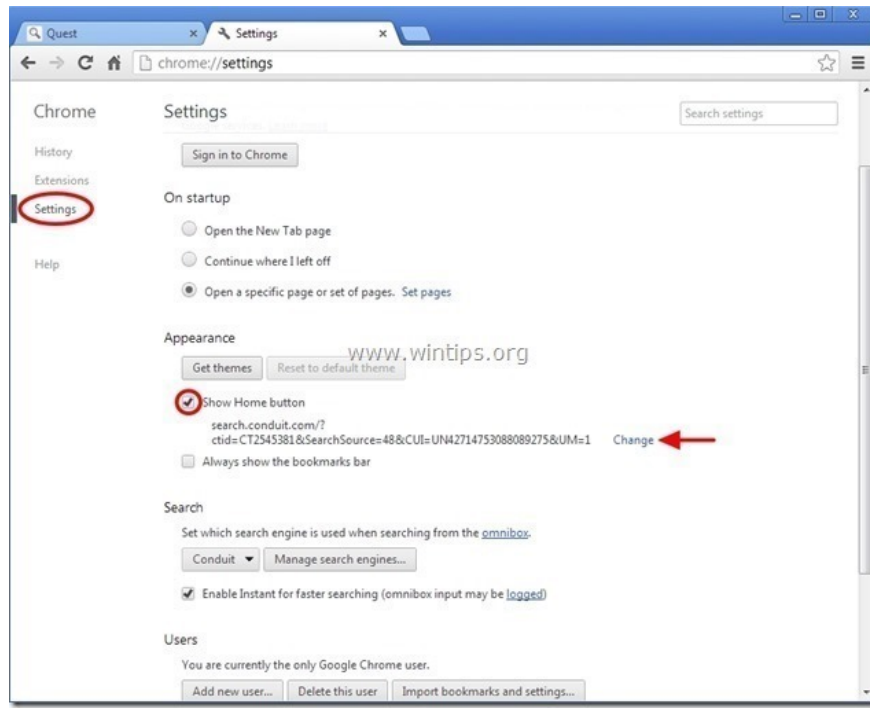 Quest
Settings
chrome://settings
Chrome
Settings
Search settings
History
Extensions
Settings
Help
Sign in to Chrome
On startup
Open the New Tab page
Continue where I left off
Open a specific page or set of pages. Set pages
Appearance
www.wintips.org
Get themes
Reset to default theme
Show Home button
search.conduit.com/?
ctid=CT2545381&SearchSource=48&CUI=UN42714753088089275&UM=1
Change
Always show the bookmarks bar
Search
Set which search engine is used when searching from the omnibox.
Conduit
Manage search engines...
Enable Instant for faster searching (omnibox input may be logged)
Users
You are currently the only Google Chrome user.
Add new user...
Delete this user
Import bookmarks and settings...